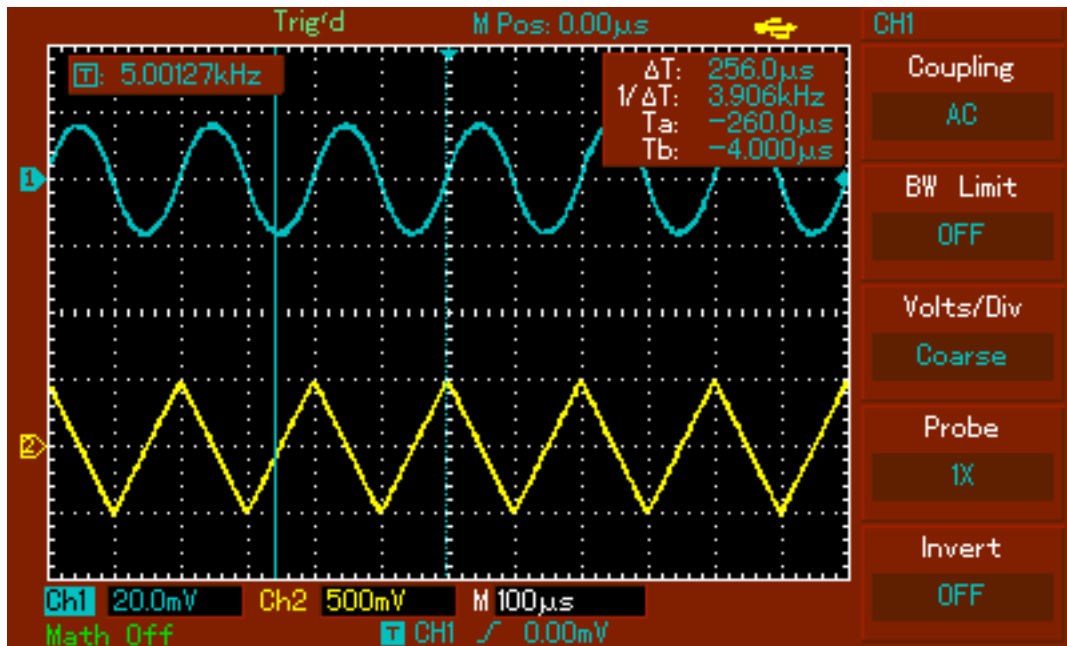 Trig'd M Pos: 0.00μs CH1
T: 5.00127kHz
ΔT: 256.0μs
1/ΔT: 3.906kHz
Ta: -260.0μs
Tb: -4.000μs
1
2
Coupling
AC
BW Limit
OFF
Volts/Div
Coarse
Probe
1X
Invert
OFF
Ch1 20.0mV Ch2 500mV M 100μs
Math Off T CH1 0.00mV